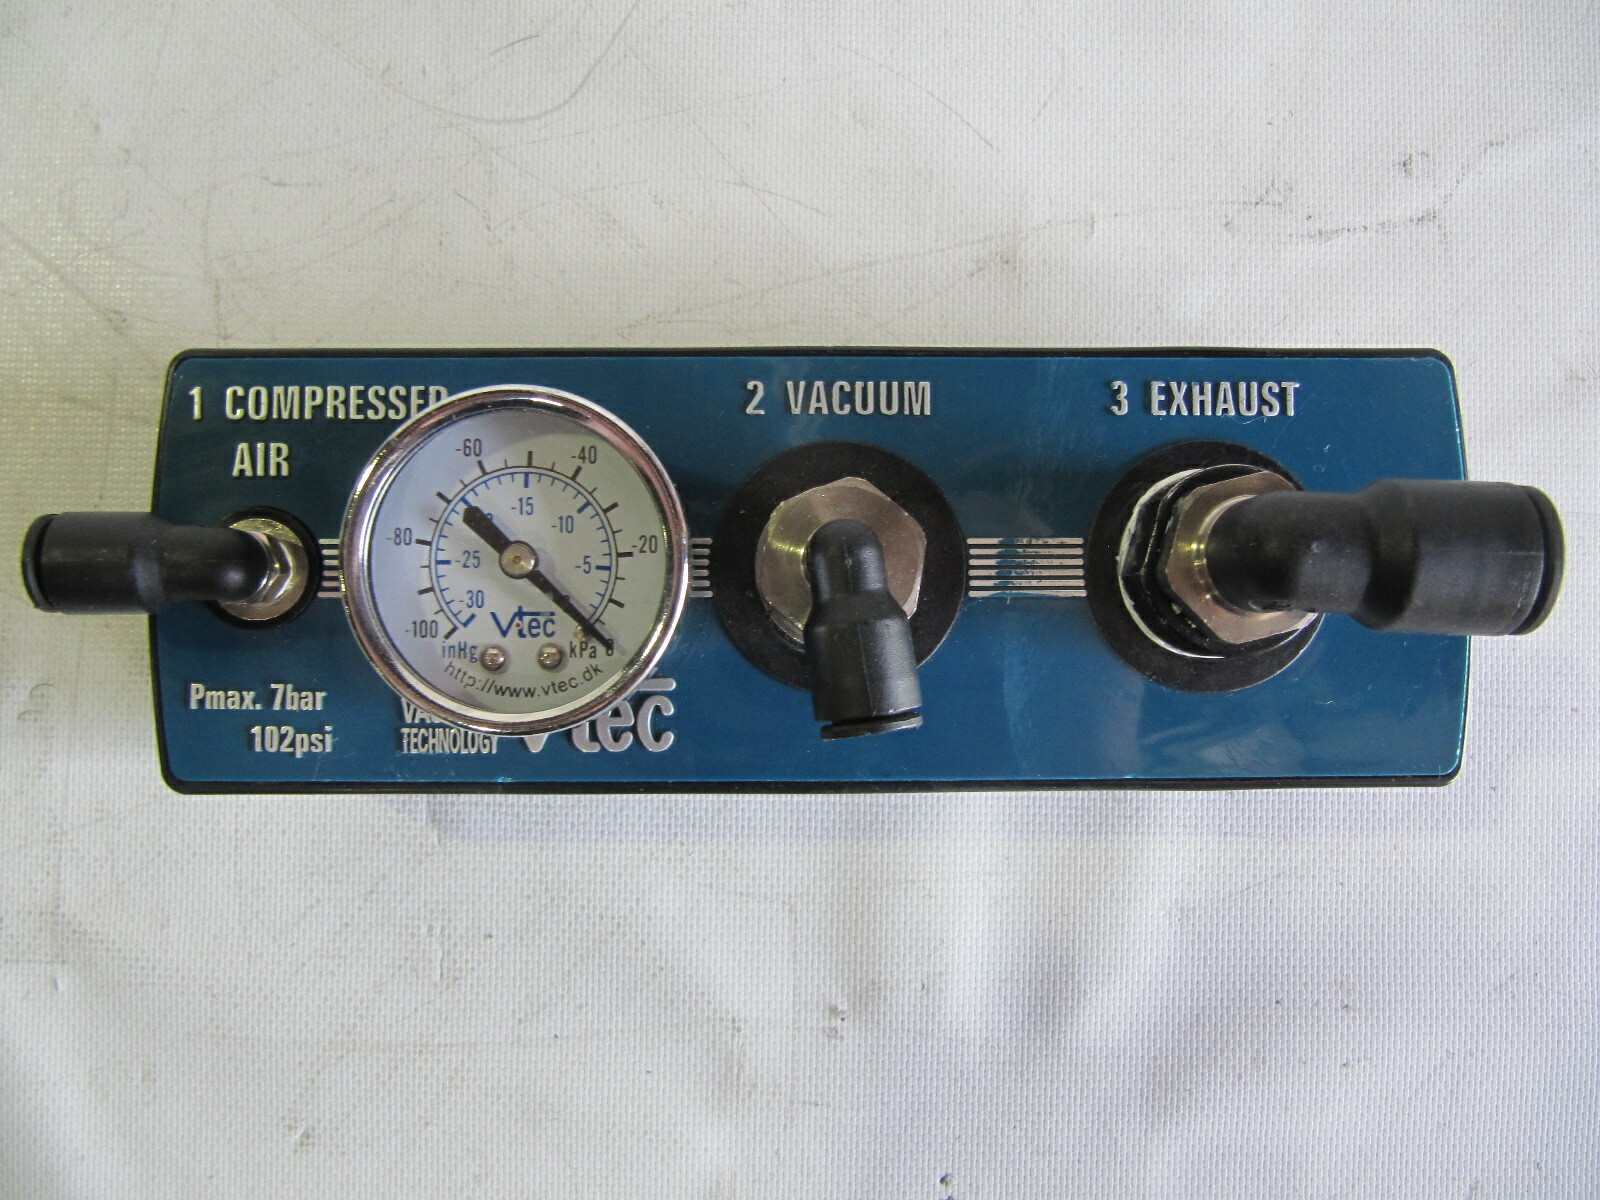 1 COMPRESSED
AIR
2 VACUUM
3 EXHAUST
-60
-40
-15
-10
-80
-20
-25
-5
-30
-100
Vtec
inHg
kPa 0
http://www.vtec.dk
Pmax. 7bar
102psi
TECHNOLOGY
Vtec